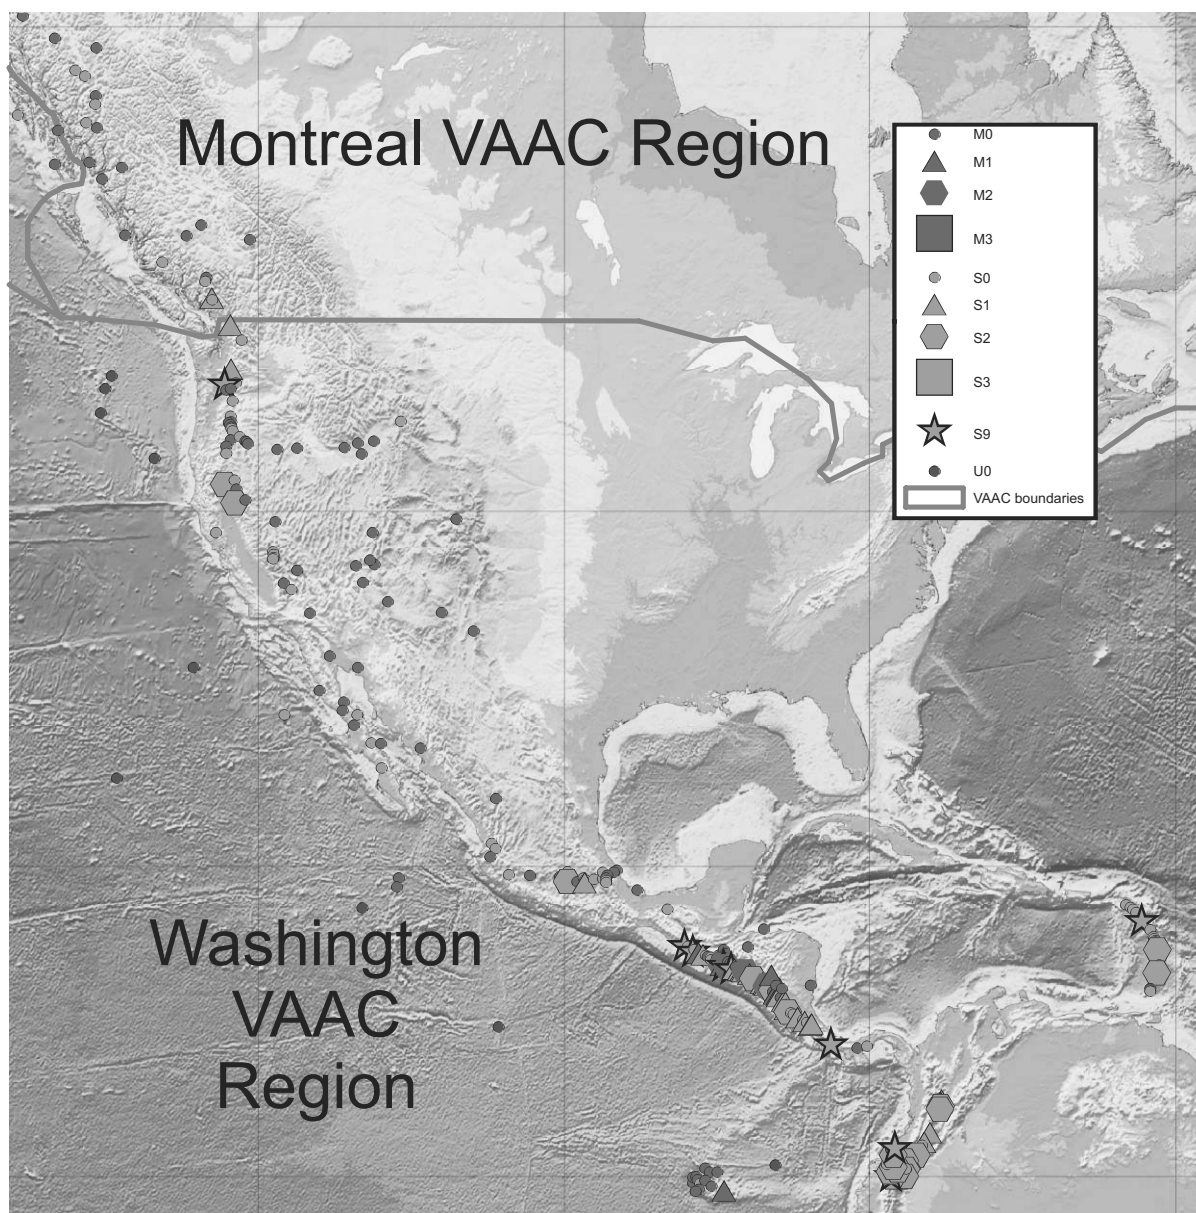 Montreal VAAC Region
M0
M1
M2
M3
S0
S1
S2
S3
S9
U0
VAAC boundaries
Washington
VAAC
Region